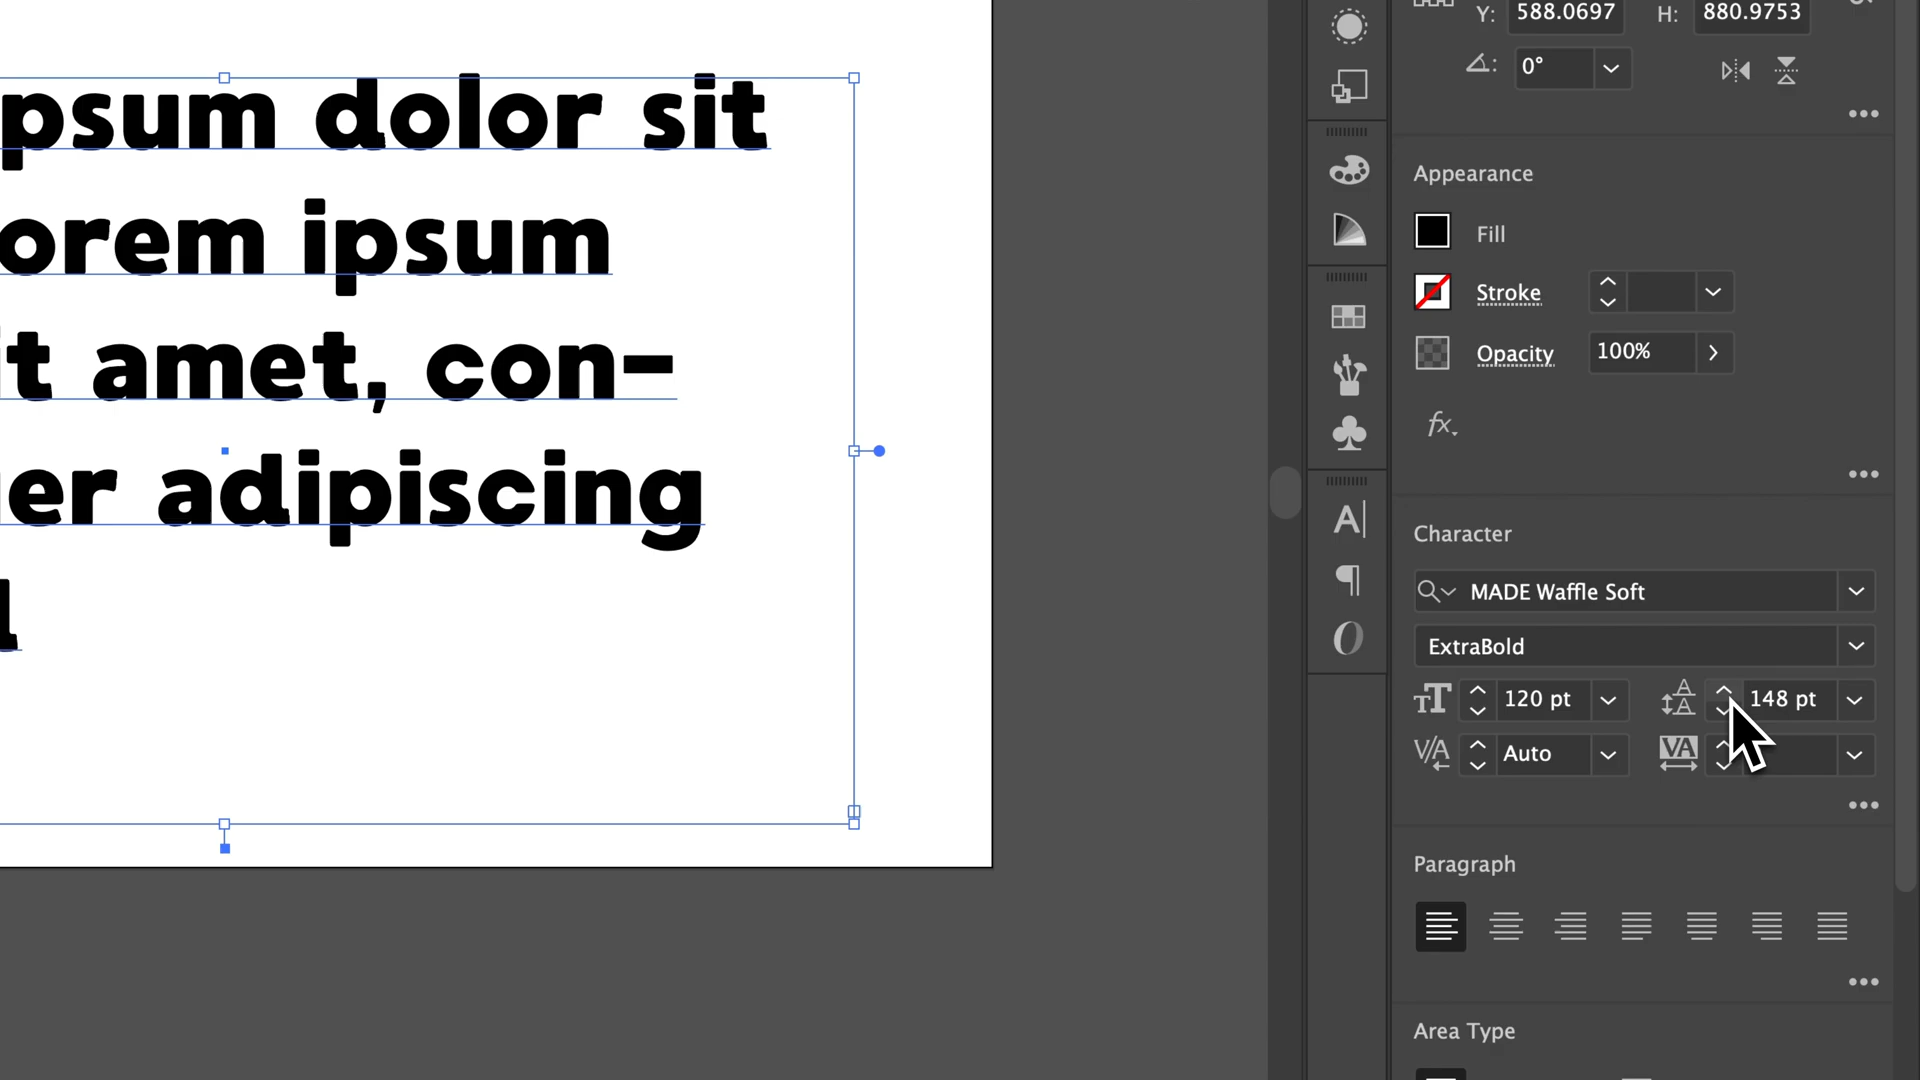 psum dolor sit
orem ipsum
it amet, con-
er adipiscing
Y: 588.0697 H: 880.9753
0°
Appearance
Fill
Stroke
Opacity 100%
fx
Character
MADE Waffle Soft
ExtraBold
120 pt 148 pt
Auto
Paragraph
Area Type